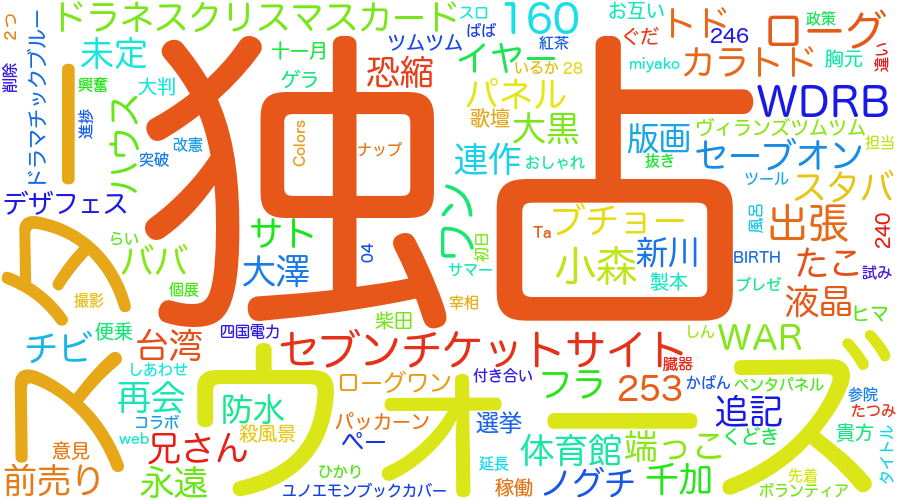 2つ
ドラネスクリスマスカード
スロ
160
お互い
トド
政策
ローグ
違い
削除
ドラマチックブルー
興奮
未定
十一月
ツムツム
ばば
紅茶
ぐだ
246
大判
ゲラ
恐縮
イヤー
いるか
28
miyako
カラトド
胸元
進捗
ハウス
改憲
突破
Colors
ナップ
パネル
歌壇
大黒
WDRB
版画
ヴィランズツムツム
担当
連作
おしゃれ
抜き
セーブオン
ツール
スタバ
デザフェス
独占
サト
らい
ババ
大澤
04
ワン
初日
サマー
Ta
ブチョー
小森
新川
製本
風呂
出張
240
BIRTH
たこ
試み
プレゼ
液晶
ヒマ
個展
撮影
スター
ウォーズ
宰相
柴田
便乗
四国電力
チビ
台湾
セブンチケットサイト
しん
WAR
臓器
しあわせ
再会
防水
ローグワン
付き合い
フラ
253
かばん
ペンタパネル
参院
追記
たつみ
コラボ
web
兄さん
殺風景
パッカーン
ペー
選挙
体育館
端っこ
くどき
貴方
タイトル
意見
前売り
永遠
ひかり
ユノエモンブックカバー
延長
稼働
ノグチ
千加
先着
ボランティア